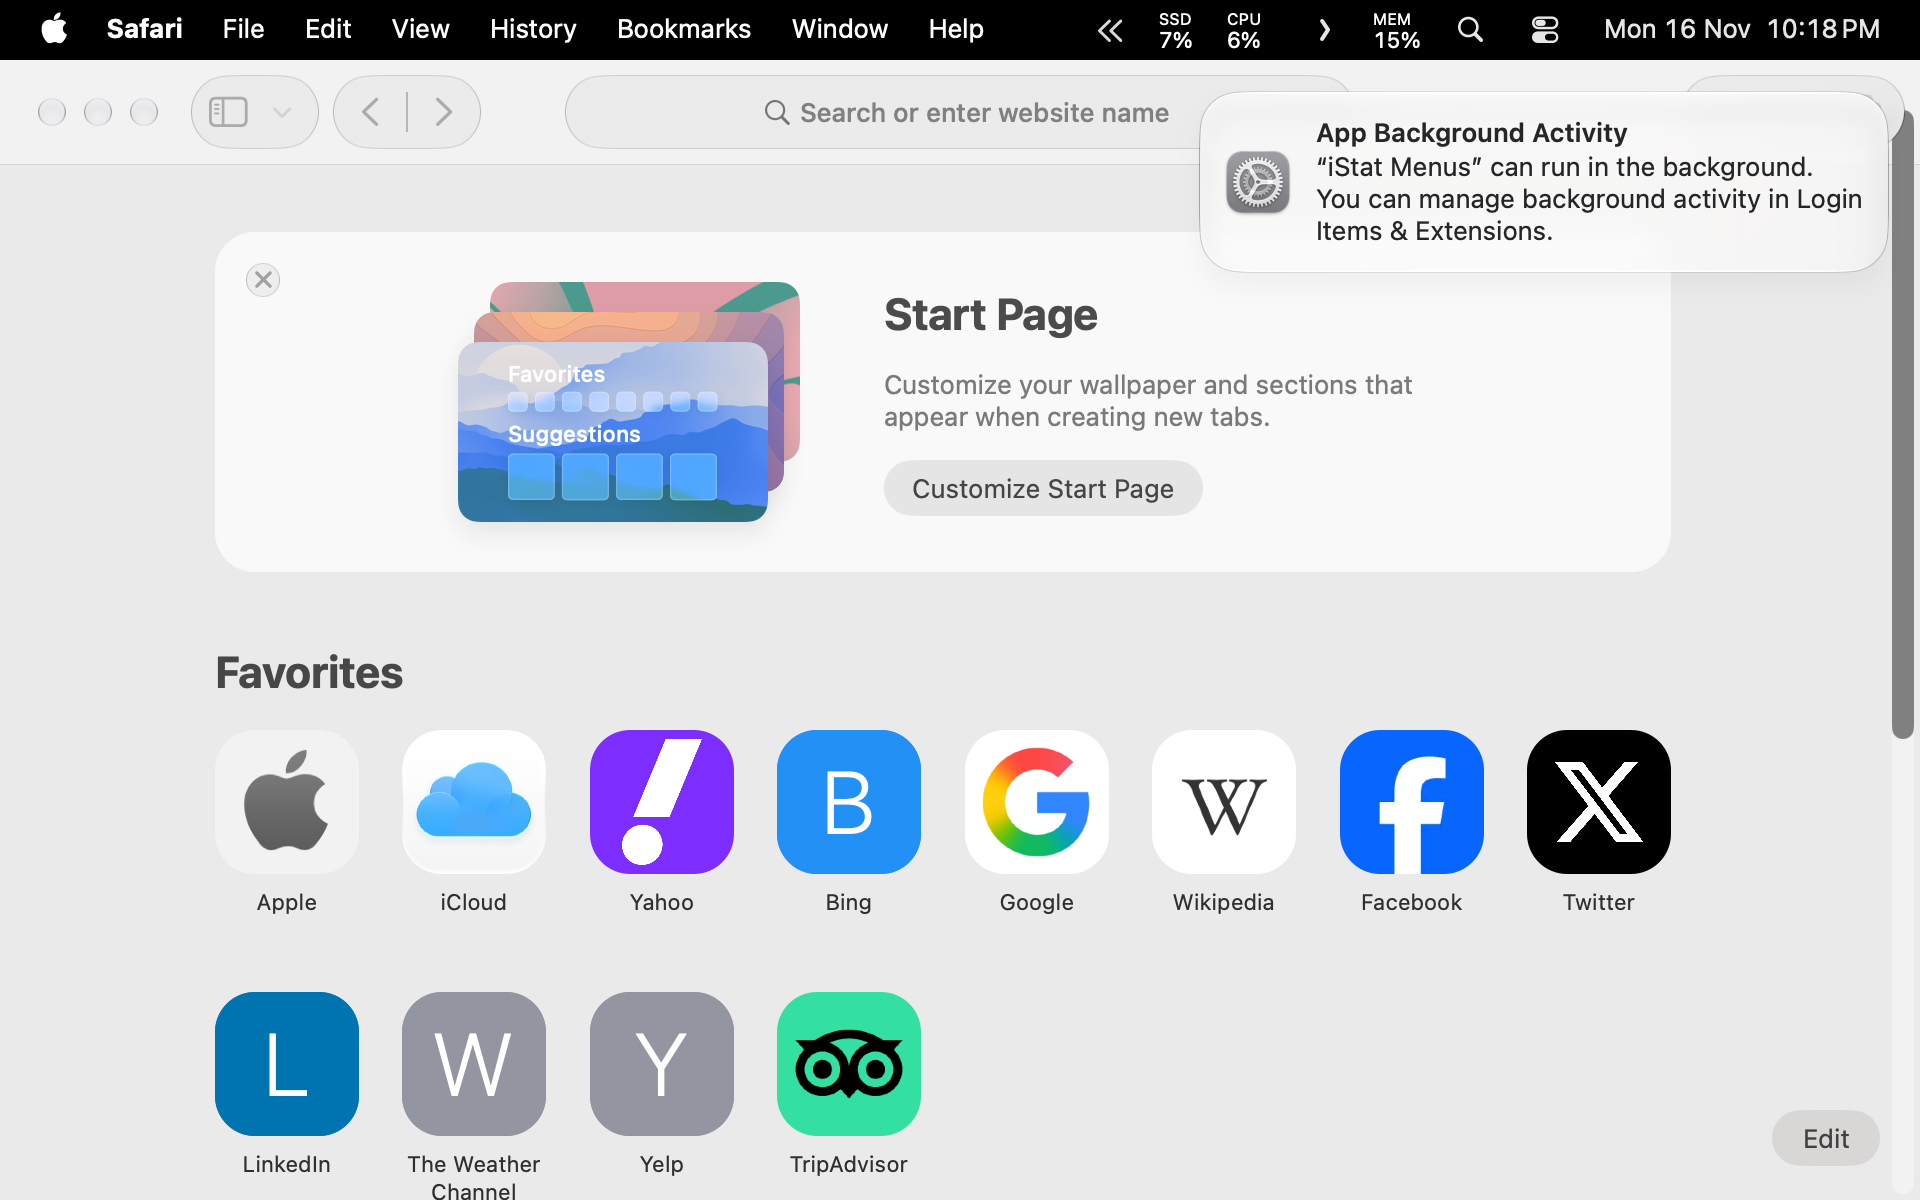 Safari File Edit View History Bookmarks Window Help SSD 7% CPU 6% MEM 15% Mon 16 Nov 10:18 PM
Search or enter website name
App Background Activity
“iStat Menus” can run in the background.
You can manage background activity in Login
Items & Extensions.
Start Page
Favorites
Suggestions
Customize your wallpaper and sections that
appear when creating new tabs.
Customize Start Page
Favorites
B W X
Apple iCloud Yahoo Bing Google Wikipedia Facebook Twitter
L W Y
LinkedIn The Weather Channel Yelp TripAdvisor
Edit